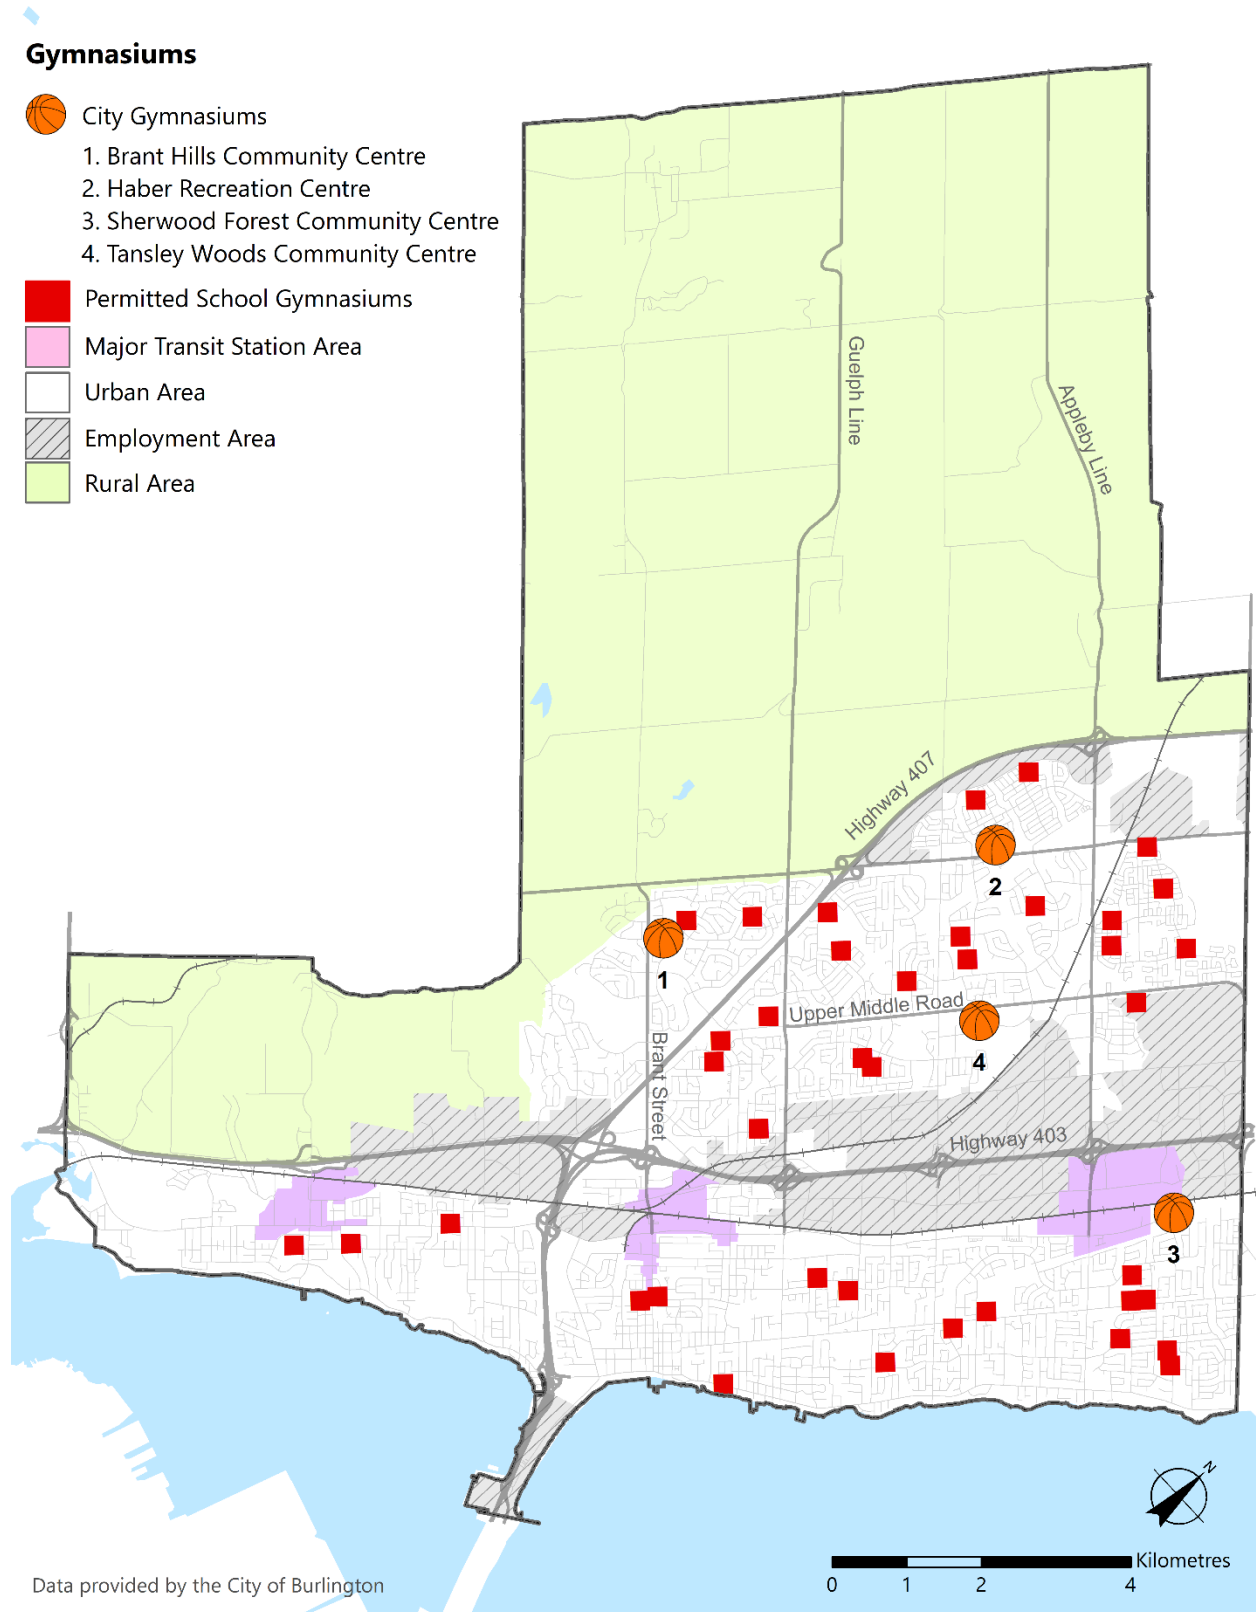 Gymnasiums
City Gymnasiums
1. Brant Hills Community Centre
2. Haber Recreation Centre
3. Sherwood Forest Community Centre
4. Tansley Woods Community Centre
Permitted School Gymnasiums
Major Transit Station Area
Urban Area
Employment Area
Rural Area
Guelph Line
Appleby Line
Highway 407
2
1
Upper Middle Road
4
Brant Street
Highway 403
3
N
Kilometres
0 1 2 4
Data provided by the City of Burlington